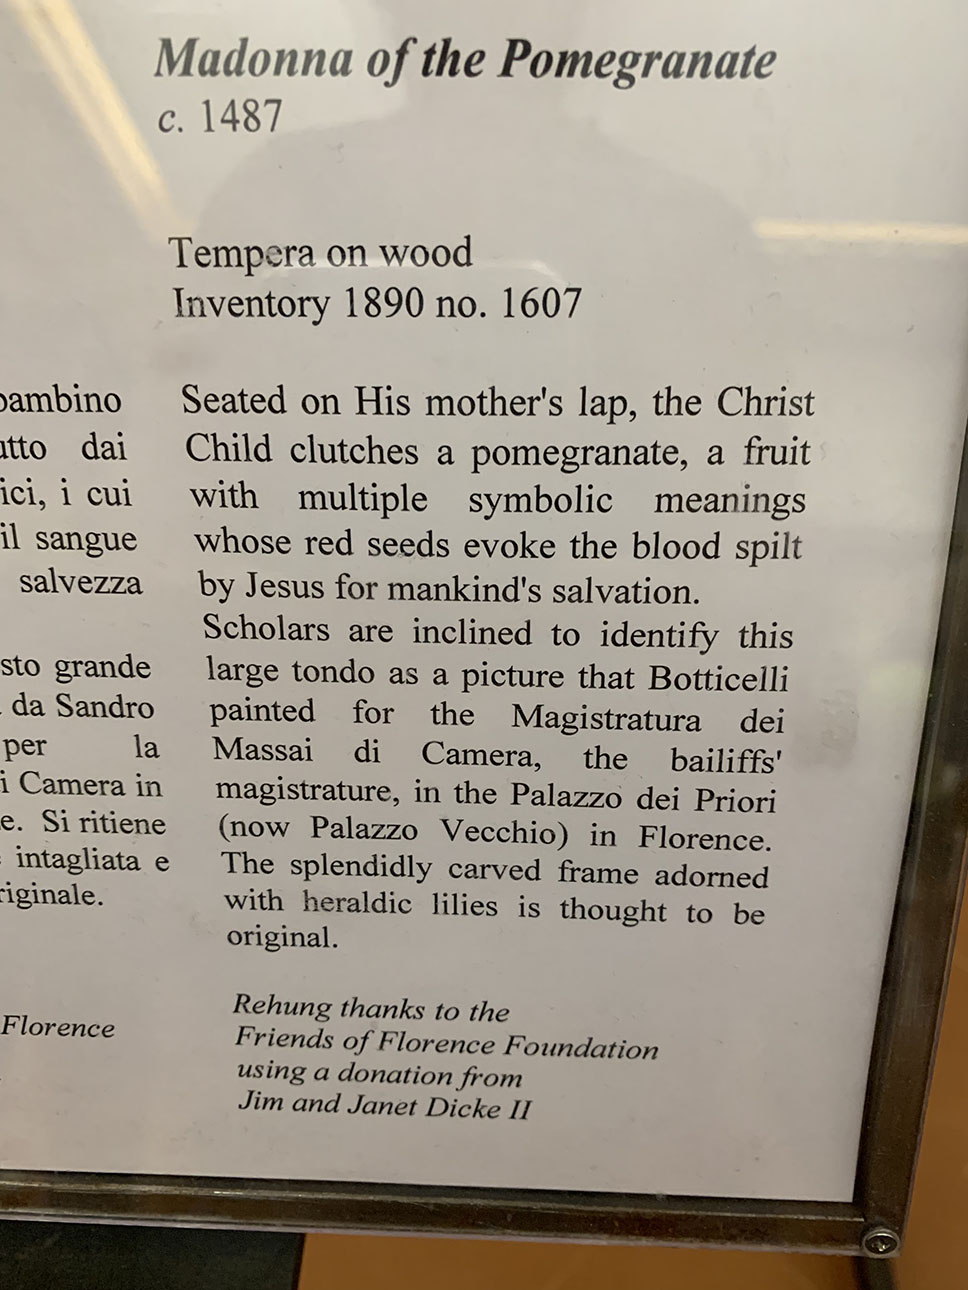 Madonna of the Pomegranate
c. 1487
Tempera on wood
Inventory 1890 no. 1607
bambino
dai
i cui
il sangue
salvezza
grande
da Sandro
per la
Camera in
Si ritiene
intagliata e
Florence
Seated on His mother's lap, the Christ
Child clutches a pomegranate, a fruit
with multiple symbolic meanings
whose red seeds evoke the blood spilt
by Jesus for mankind's salvation.
Scholars are inclined to identify this
large tondo as a picture that Botticelli
painted for the Magistratura dei
Massai di Camera, the bailiffs'
magistrature, in the Palazzo dei Priori
(now Palazzo Vecchio) in Florence.
The splendidly carved frame adorned
with heraldic lilies is thought to be
original.
Rehung thanks to the
Friends of Florence Foundation
using a donation from
Jim and Janet Dicke II